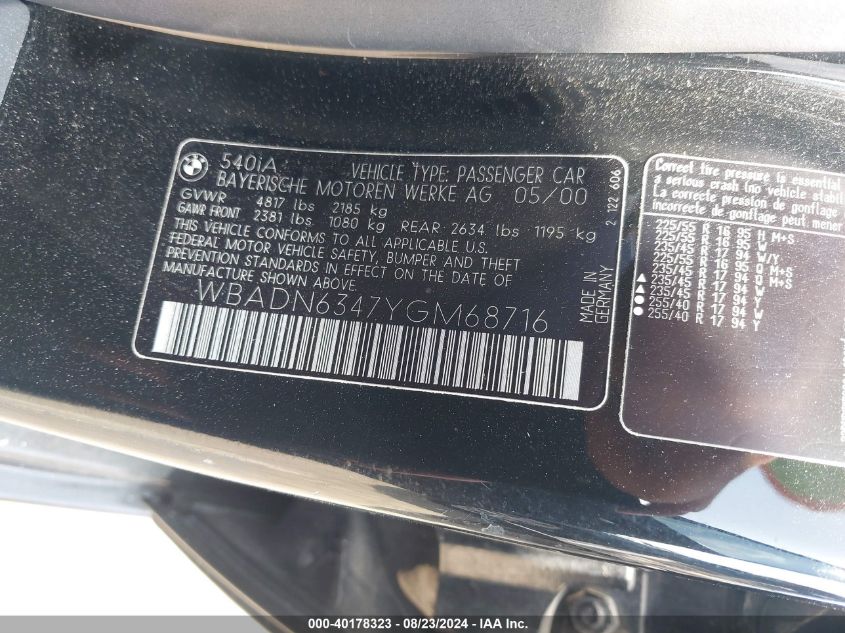 BMW
540iA
VEHICLE TYPE: PASSENGER CAR
BAYERISCHE MOTOREN WERKE AG 05/00
GVWR 4817 lbs 2185 kg
GAWR FRONT 2381 lbs. 1080 kg REAR 2634 lbs 1195 kg
THIS VEHICLE CONFORMS TO ALL APPLICABLE U.S.
FEDERAL MOTOR VEHICLE SAFETY, BUMPER AND THEFT
PREVENTION STANDARDS IN EFFECT ON THE DATE OF
MANUFACTURE SHOWN ABOVE.
WBADN6347YGM68716
MADE IN
GERMANY
2 122 606
Correct tire pressure is essential
a serious crash (no vehicle stabil
La correcte pression de gonflage
incorrecte de gonflage peut mener
225/55 R 16 95 H M+S
225/55 R 16 95 W
235/45 R 17 94 W/Y
225/55 R 16 95 Q M+S
235/45 R 17 94 Q M+S
▲ 235/45 R 17 94 W
▲ 235/45 R 17 94 Y
● 255/40 R 17 94 W
● 255/40 R 17 94 Y
000-40178323 - 08/23/2024 - IAA Inc.